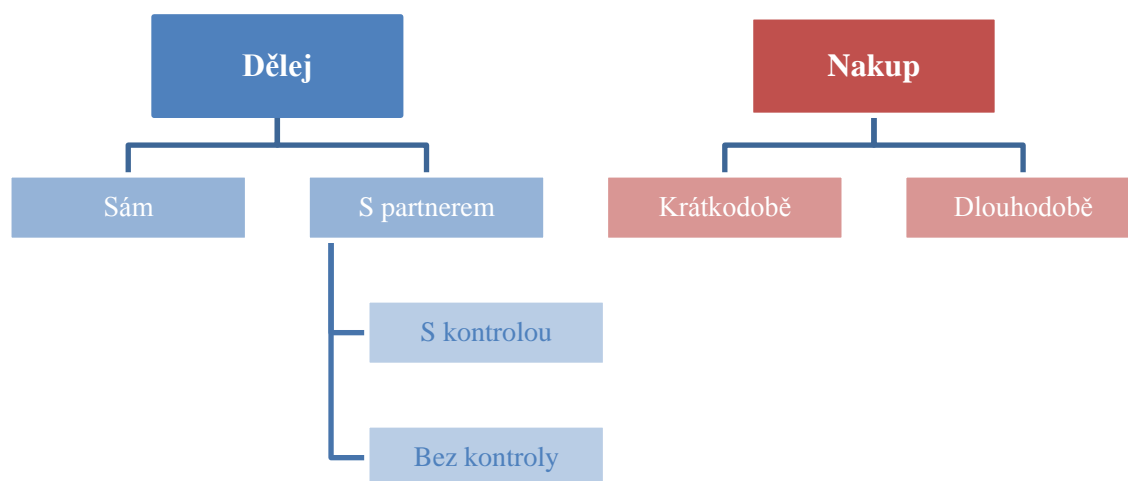 Dělej
Nakup
Sám
S partnerem
Krátkodobě
Dlouhodobě
S kontrolou
Bez kontroly